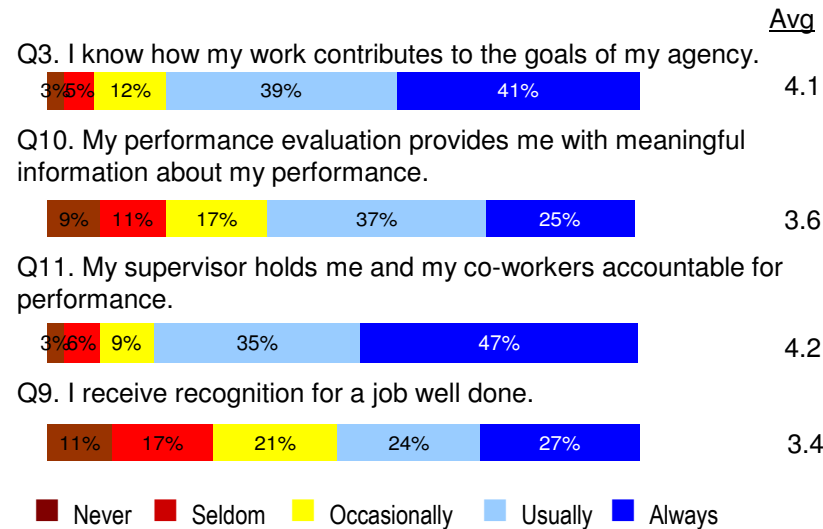 Avg
Q3. I know how my work contributes to the goals of my agency.
3% 5% 12% 39% 41% 4.1
Q10. My performance evaluation provides me with meaningful
information about my performance.
9% 11% 17% 37% 25% 3.6
Q11. My supervisor holds me and my co-workers accountable for
performance.
3% 6% 9% 35% 47% 4.2
Q9. I receive recognition for a job well done.
11% 17% 21% 24% 27% 3.4
Never Seldom Occasionally Usually Always